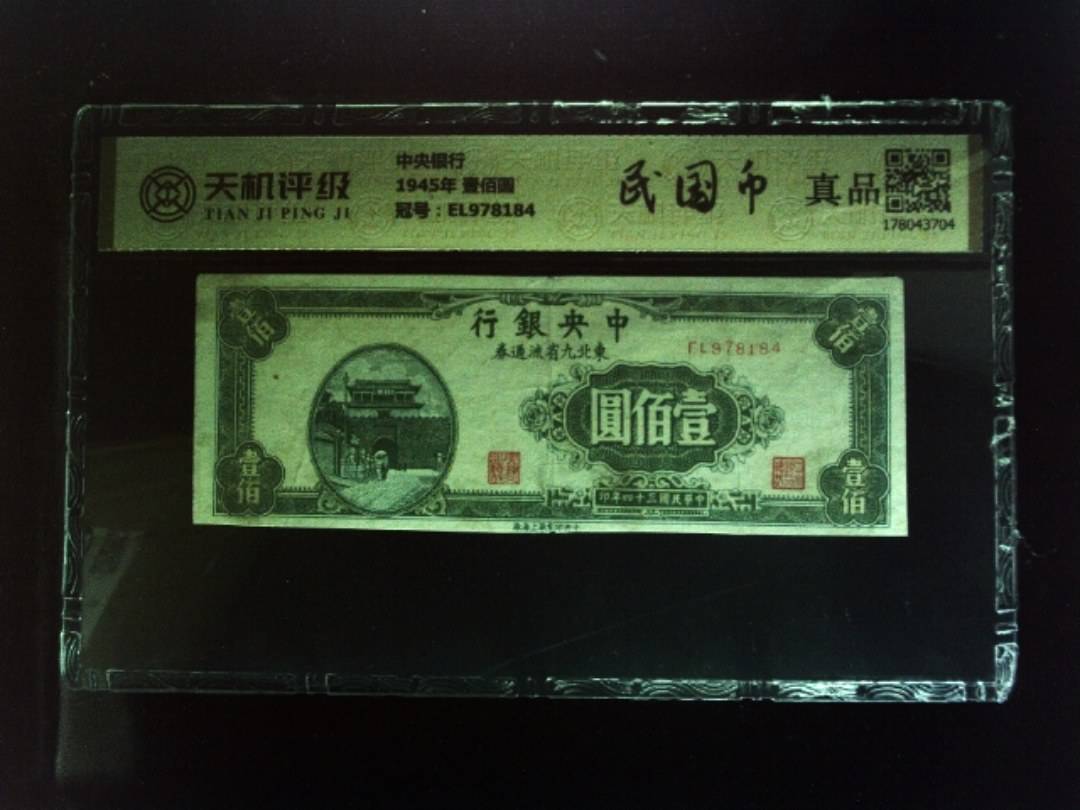 天机评级
TIAN JI PING JI
中央银行
1945年 壹佰圓
冠号：EL978184
民国币
真品
178043704
行銀央中
券通流省九北東
FL978184
壹佰
壹佰
圓佰壹
壹佰
壹佰
印年四十三國民華中